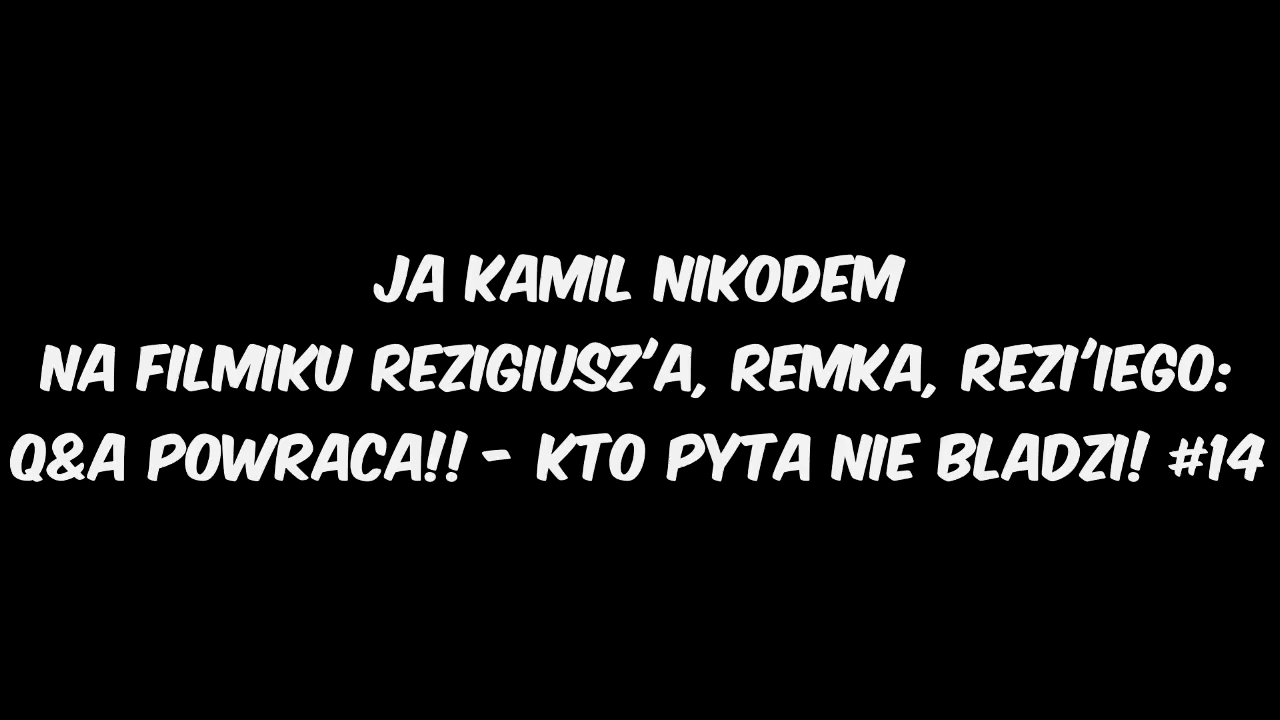 JA KAMIL NIKODEM
NA FILMIKU REZIGIUSZ'A, REMKA, REZI'IEGO:
Q&A POWRACA!! - KTO PYTA NIE BLADZI! #14